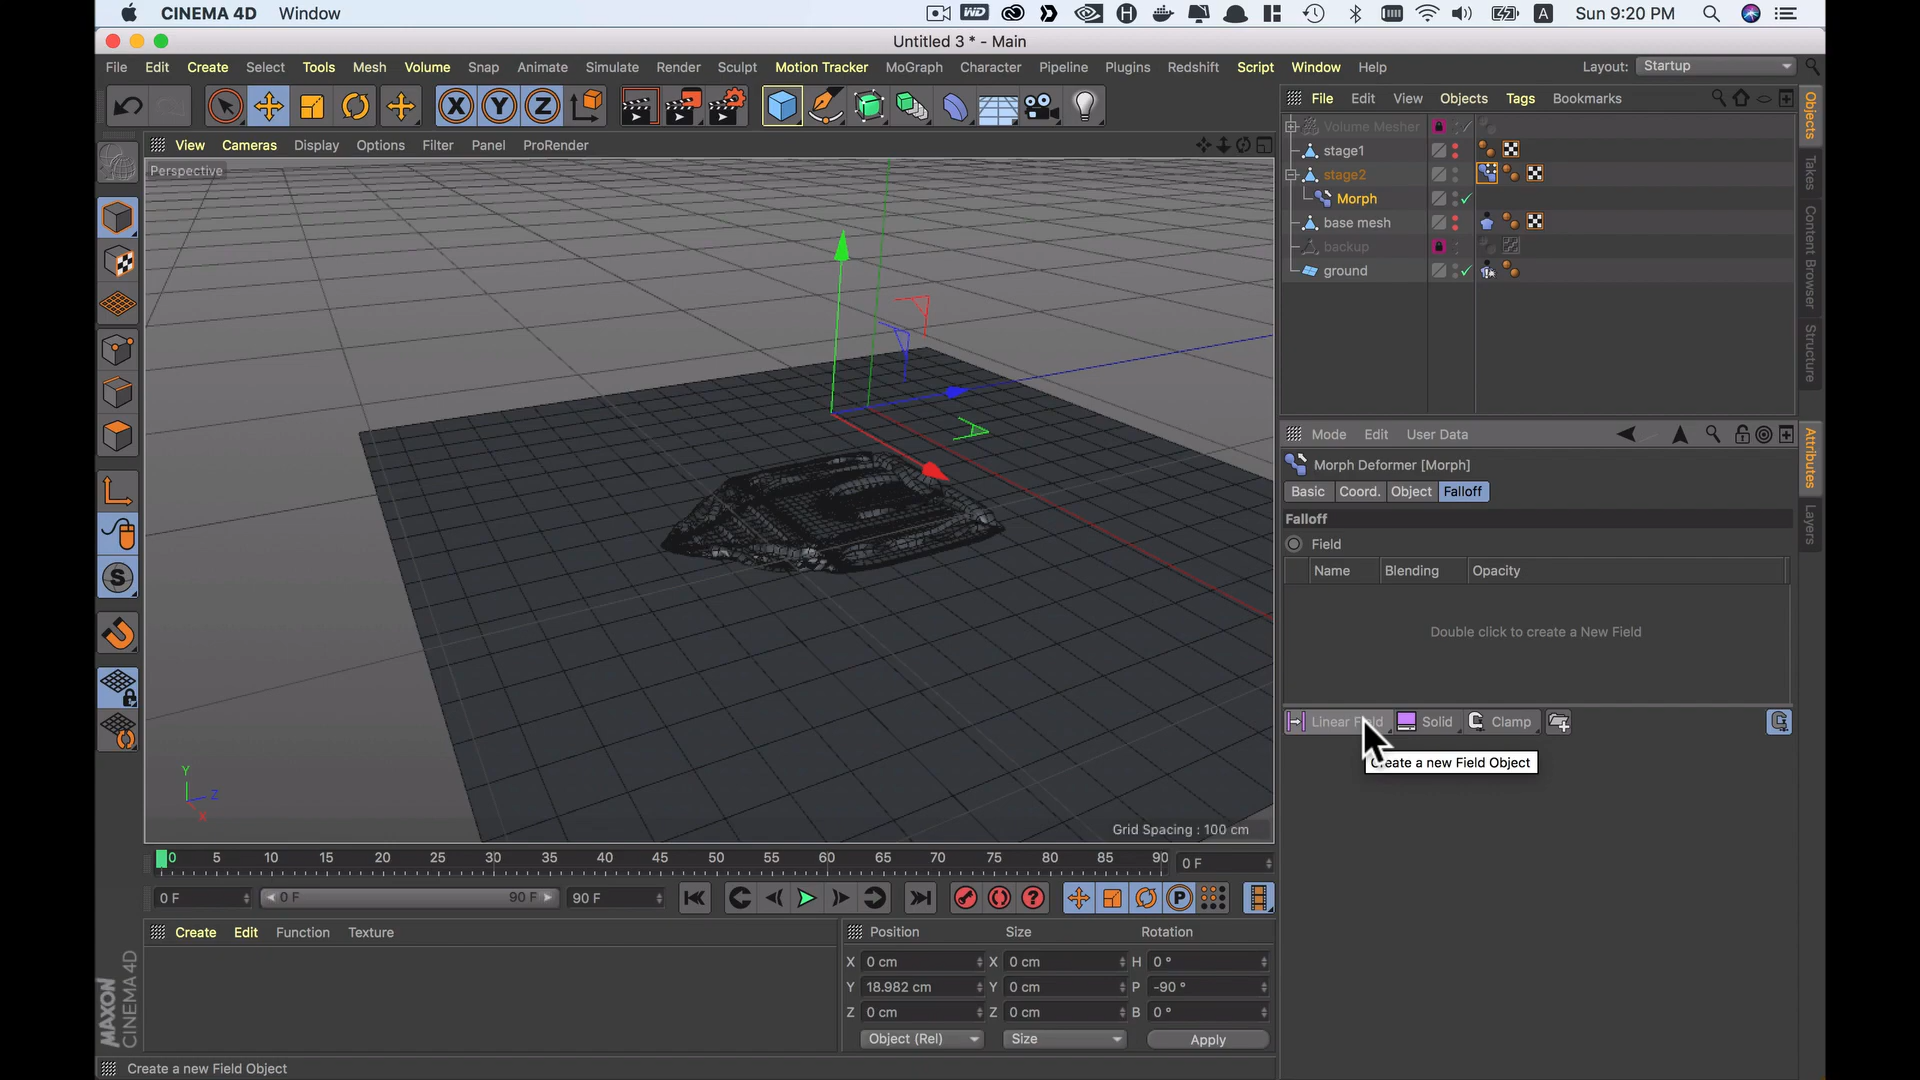 CINEMA 4D Window
A Sun 9:20 PM
Untitled 3 * - Main
File Edit Create Select Tools Mesh Volume Snap Animate Simulate Render Sculpt Motion Tracker MoGraph Character Pipeline Plugins Redshift Script Window Help Layout: Startup
X Y Z
File Edit View Objects Tags Bookmarks
View Cameras Display Options Filter Panel ProRender
Perspective
Volume Mesher
stage1
stage2
Morph
base mesh
backup
ground
Objects
Takes
Content Browser
Structure
Mode Edit User Data
Morph Deformer [Morph]
Basic Coord. Object Falloff
Falloff
Field
Name Blending Opacity
Double click to create a New Field
Linear Field Solid Clamp
Create a new Field Object
Attributes
Layers
Y
Z
X
Grid Spacing : 100 cm
0 5 10 15 20 25 30 35 40 45 50 55 60 65 70 75 80 85 90 0 F
0 F 0 F 90 F 90 F
Create Edit Function Texture
Position Size Rotation
X 0 cm X 0 cm H 0 °
Y 18.982 cm Y 0 cm P -90 °
Z 0 cm Z 0 cm B 0 °
Object (Rel) Size Apply
MAXON
CINEMA 4D
Create a new Field Object